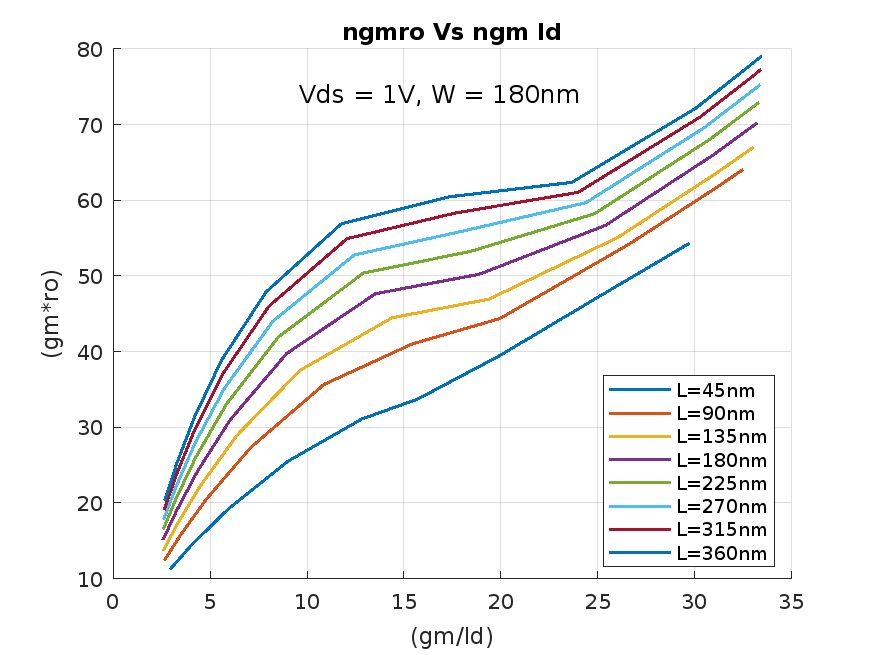 ngmro Vs ngm Id
Vds = 1V, W = 180nm
80
70
60
50
40
30
20
10
(gm*ro)
0 5 10 15 20 25 30 35
(gm/Id)
L=45nm
L=90nm
L=135nm
L=180nm
L=225nm
L=270nm
L=315nm
L=360nm